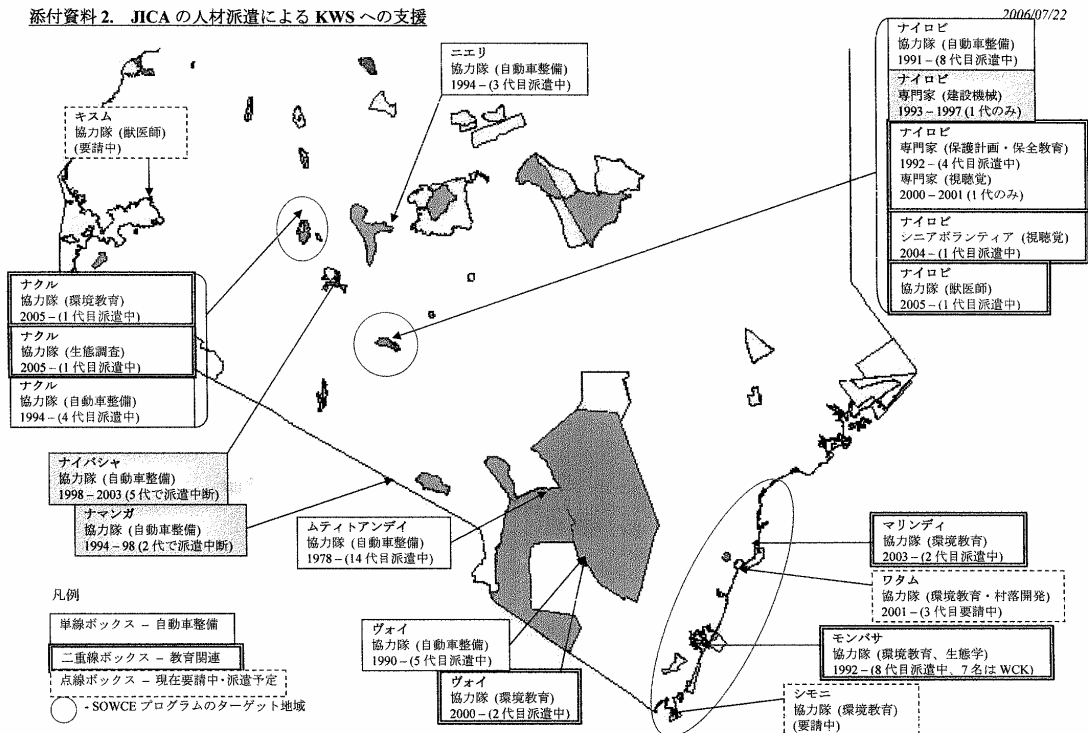 添付資料 2. JICA の人材派遣による KWS への支援
2006/07/22
ナイロビ
協力隊 (自動車整備)
1991 – (8 代目派遣中)
ナイロビ
専門家 (建設機械)
1993 – 1997 (1 代のみ)
ナイロビ
専門家 (保護計画・保全教育)
1992 – (4 代目派遣中)
専門家 (視聴覚)
2000 – 2001 (1 代のみ)
ナイロビ
シニアボランティア (視聴覚)
2004 – (1 代目派遣中)
ナイロビ
協力隊 (獣医師)
2005 – (1 代目派遣中)
ニエリ
協力隊 (自動車整備)
1994 – (3 代目派遣中)
キスム
協力隊 (獣医師)
(要請中)
ナクル
協力隊 (環境教育)
2005 – (1 代目派遣中)
ナクル
協力隊 (生態調査)
2005 – (1 代目派遣中)
ナクル
協力隊 (自動車整備)
1994 – (4 代目派遣中)
ナイバシャ
協力隊 (自動車整備)
1998 – 2003 (5 代で派遣中断)
ナマンガ
協力隊 (自動車整備)
1994 – 98 (2 代で派遣中断)
ムティトアンデイ
協力隊 (自動車整備)
1978 – (14 代目派遣中)
ヴォイ
協力隊 (自動車整備)
1990 – (5 代目派遣中)
ヴォイ
協力隊 (環境教育)
2000 – (2 代目派遣中)
マリンディ
協力隊 (環境教育)
2003 – (2 代目派遣中)
ワタム
協力隊 (環境教育・村落開発)
2001 – (3 代目要請中)
モンバサ
協力隊 (環境教育、生態学)
1992 – (8 代目派遣中、7 名は WCK)
シモニ
協力隊 (環境教育)
(要請中)
凡例
単線ボックス – 自動車整備
二重線ボックス – 教育関連
点線ボックス – 現在要請中・派遣予定
- SOWCE プログラムのターゲット地域